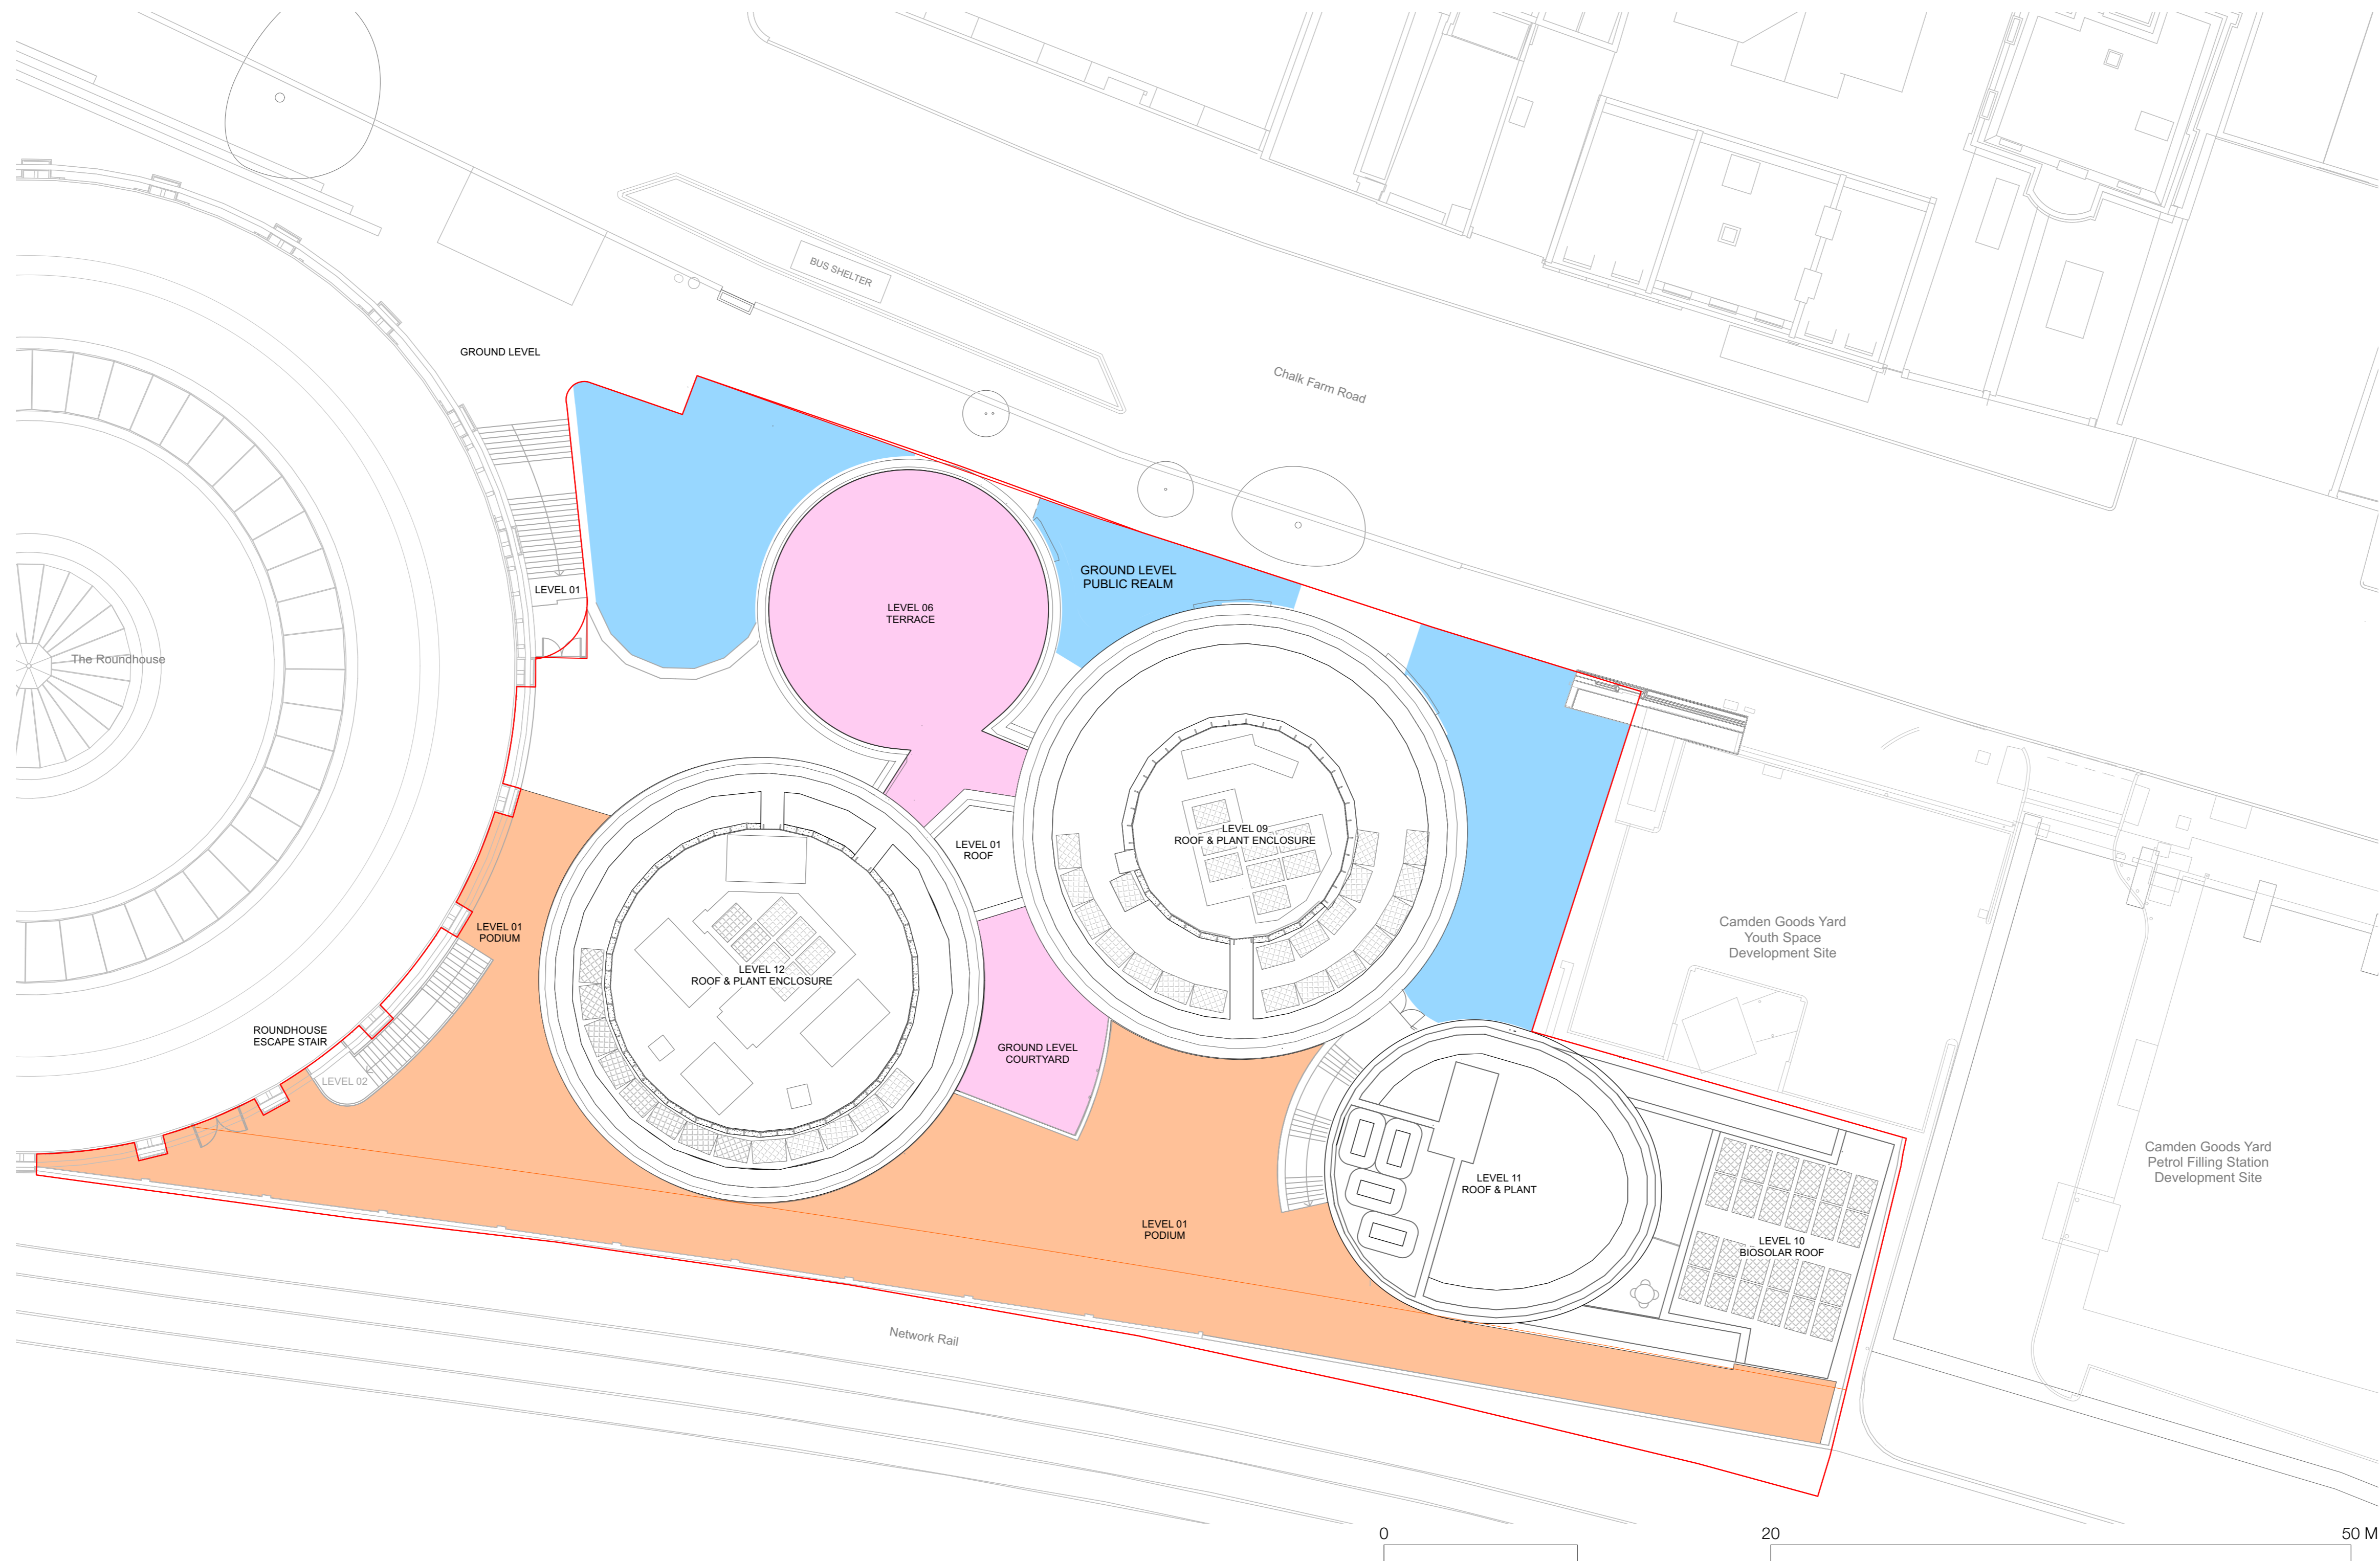 BUS SHELTER
GROUND LEVEL
Chalk Farm Road
GROUND LEVEL
PUBLIC REALM
LEVEL 01
LEVEL 06
TERRACE
The Roundhouse
LEVEL 09
ROOF & PLANT ENCLOSURE
LEVEL 01
ROOF
LEVEL 01
PODIUM
Camden Goods Yard
Youth Space
Development Site
LEVEL 12
ROOF & PLANT ENCLOSURE
ROUNDHOUSE
ESCAPE STAIR
GROUND LEVEL
COURTYARD
LEVEL 02
Camden Goods Yard
Petrol Filling Station
Development Site
LEVEL 11
ROOF & PLANT
LEVEL 01
PODIUM
LEVEL 10
BIOSOLAR ROOF
Network Rail
0
20
50 M